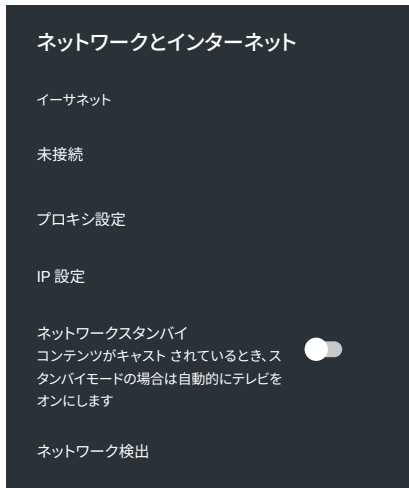 ネットワークとインターネット
イーサネット
未接続
プロキシ設定
IP 設定
ネットワークスタンバイ
コンテンツがキャスト されているとき､ス
タンバイモードの場合は自動的にテレビを
オンにします
ネットワーク検出